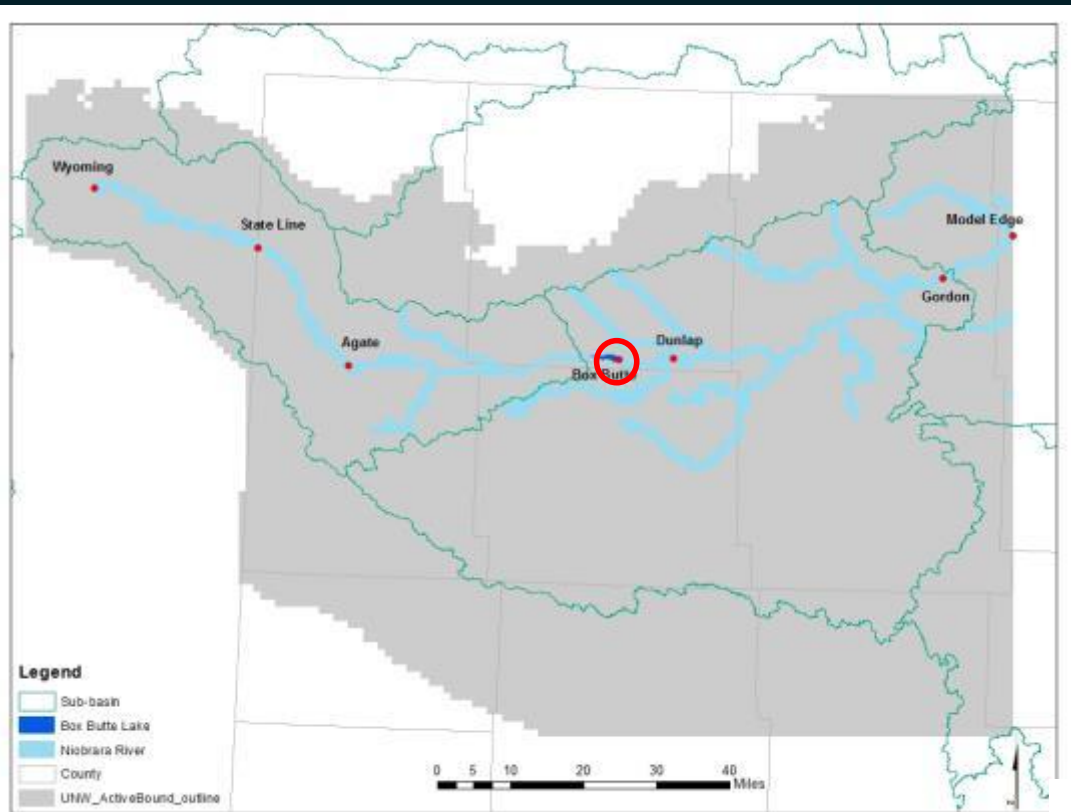 Wyoming
State Line
Model Edge
Gordon
Agate
Dunlap
Box Butte
Legend
Sub-basin
Box Butte Lake
Niobrara River
County
UNW_ActiveBound_outline
0 5 10 20 30 40
Miles